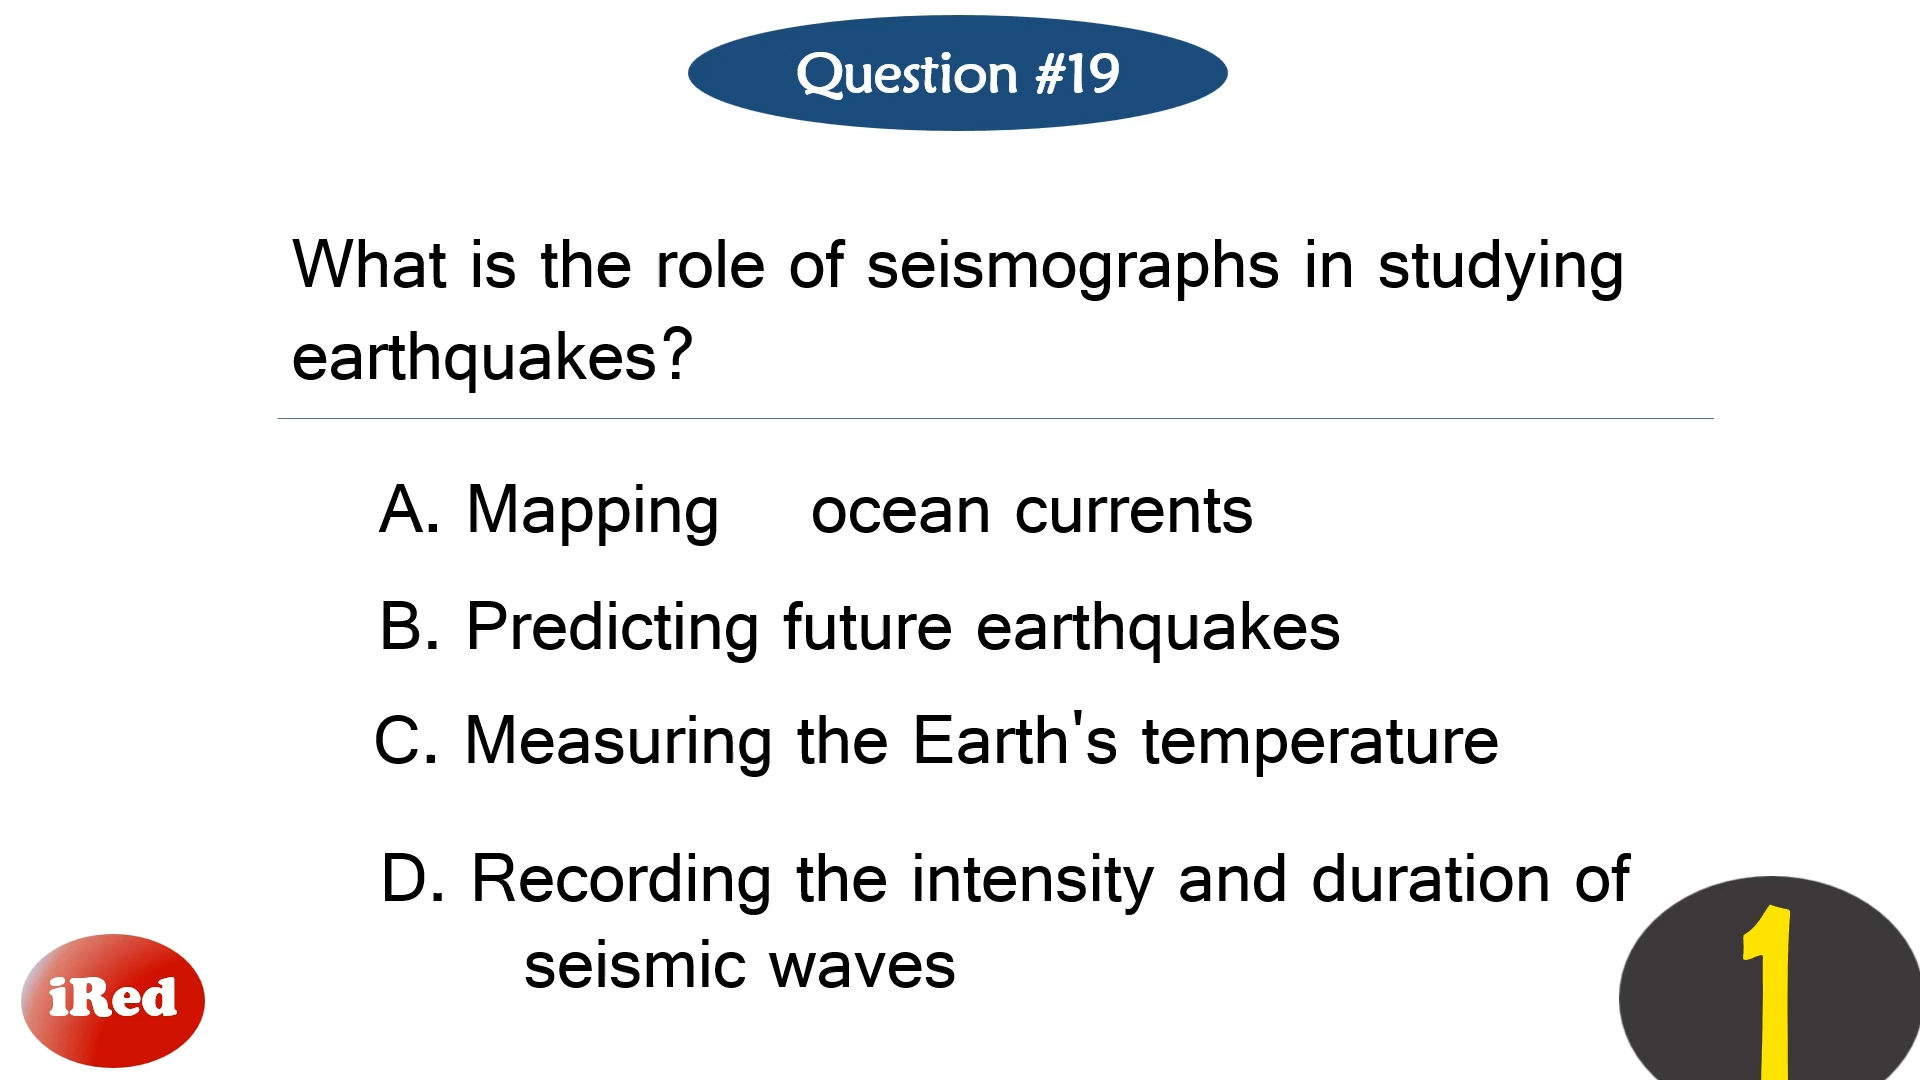 Question #19
What is the role of seismographs in studying
earthquakes?
A. Mapping ocean currents
B. Predicting future earthquakes
C. Measuring the Earth's temperature
D. Recording the intensity and duration of
seismic waves
iRed
1